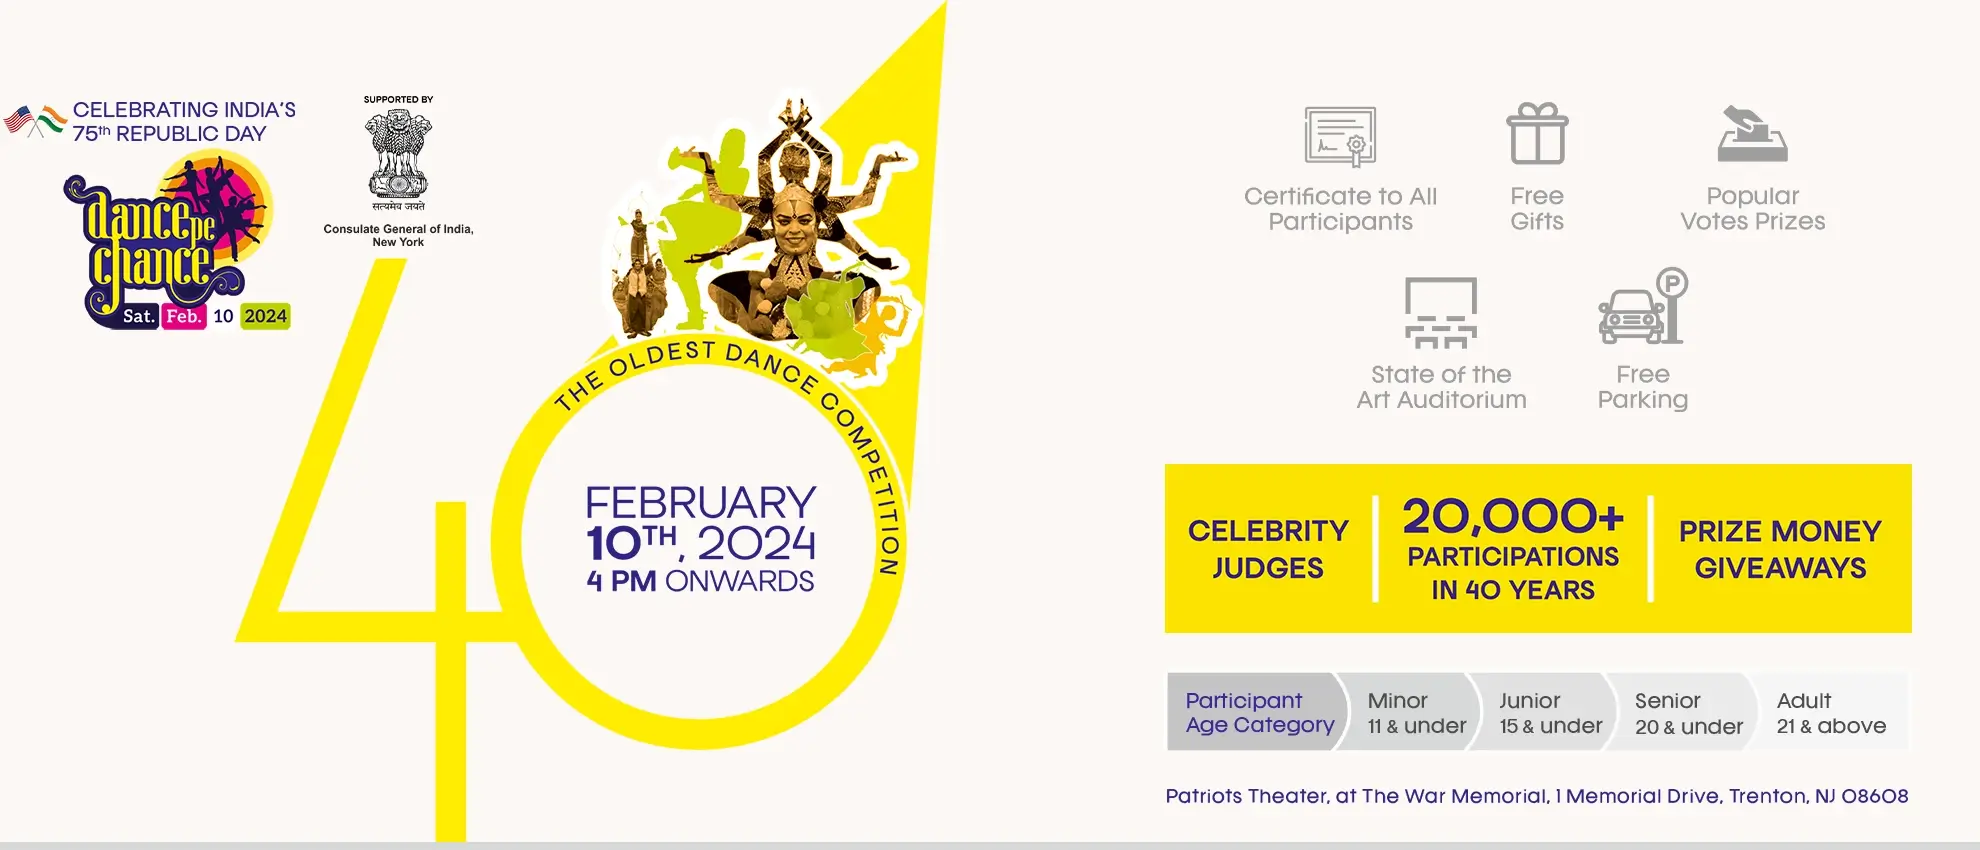 CELEBRATING INDIA'S
75th REPUBLIC DAY
dance pe
chance
Sat. Feb. 10 2024
SUPPORTED BY
सत्यमेव जयते
Consulate General of India,
New York
40
THE OLDEST DANCE COMPETITION
FEBRUARY
10TH, 2024
4 PM ONWARDS
Certificate to All
Participants
Free
Gifts
Popular
Votes Prizes
State of the
Art Auditorium
P
Free
Parking
CELEBRITY
JUDGES
20,000+
PARTICIPATIONS
IN 40 YEARS
PRIZE MONEY
GIVEAWAYS
Participant
Age Category
Minor
11 & under
Junior
15 & under
Senior
20 & under
Adult
21 & above
Patriots Theater, at The War Memorial, 1 Memorial Drive, Trenton, NJ 08608